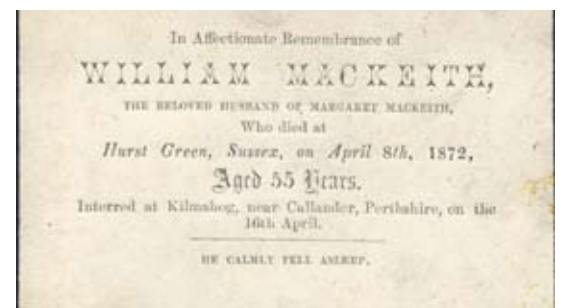 In Affectionate Remembrance of
WILLIAM MACKEITH,
THE BELOVED HUSBAND OF MARGARET MACKEITH,
Who died at
Hurst Green, Sussex, on April 8th, 1872,
Aged 55 Years.
Interred at Kilmahog, near Callander, Perthshire, on the
16th April.
HE CALMLY FELL ASLEEP.